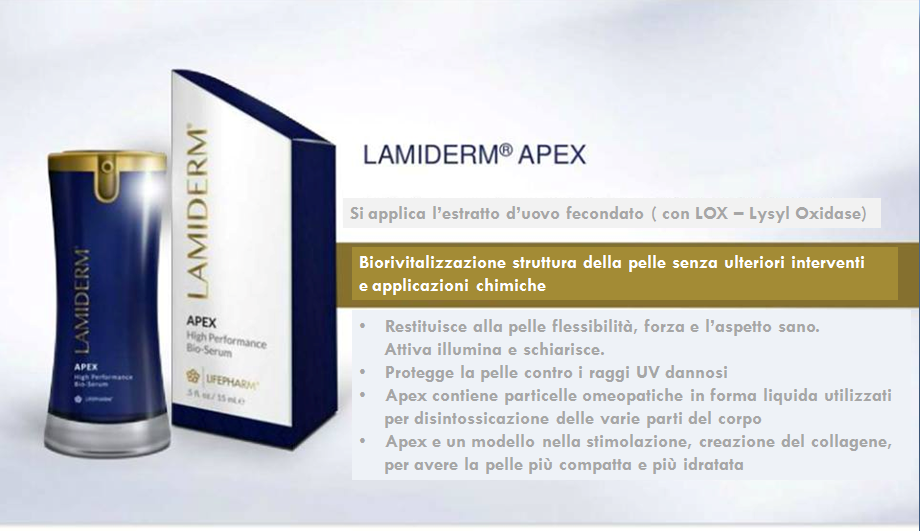 LAMIDERM®
APEX
High Performance
Bio-Serum
LIFEPHARM®
LAMIDERM®
APEX
High Performance
Bio-Serum
LIFEPHARM®
.5 fl. oz / 15 ml ℮
LAMIDERM® APEX
Si applica l'estratto d'uovo fecondato ( con LOX – Lysyl Oxidase)
Biorivitalizzazione struttura della pelle senza ulteriori interventi
e applicazioni chimiche
• Restituisce alla pelle flessibilità, forza e l'aspetto sano.
Attiva illumina e schiarisce.
• Protegge la pelle contro i raggi UV dannosi
• Apex contiene particelle omeopatiche in forma liquida utilizzati
per disintossicazione delle varie parti del corpo
• Apex e un modello nella stimolazione, creazione del collagene,
per avere la pelle più compatta e più idratata